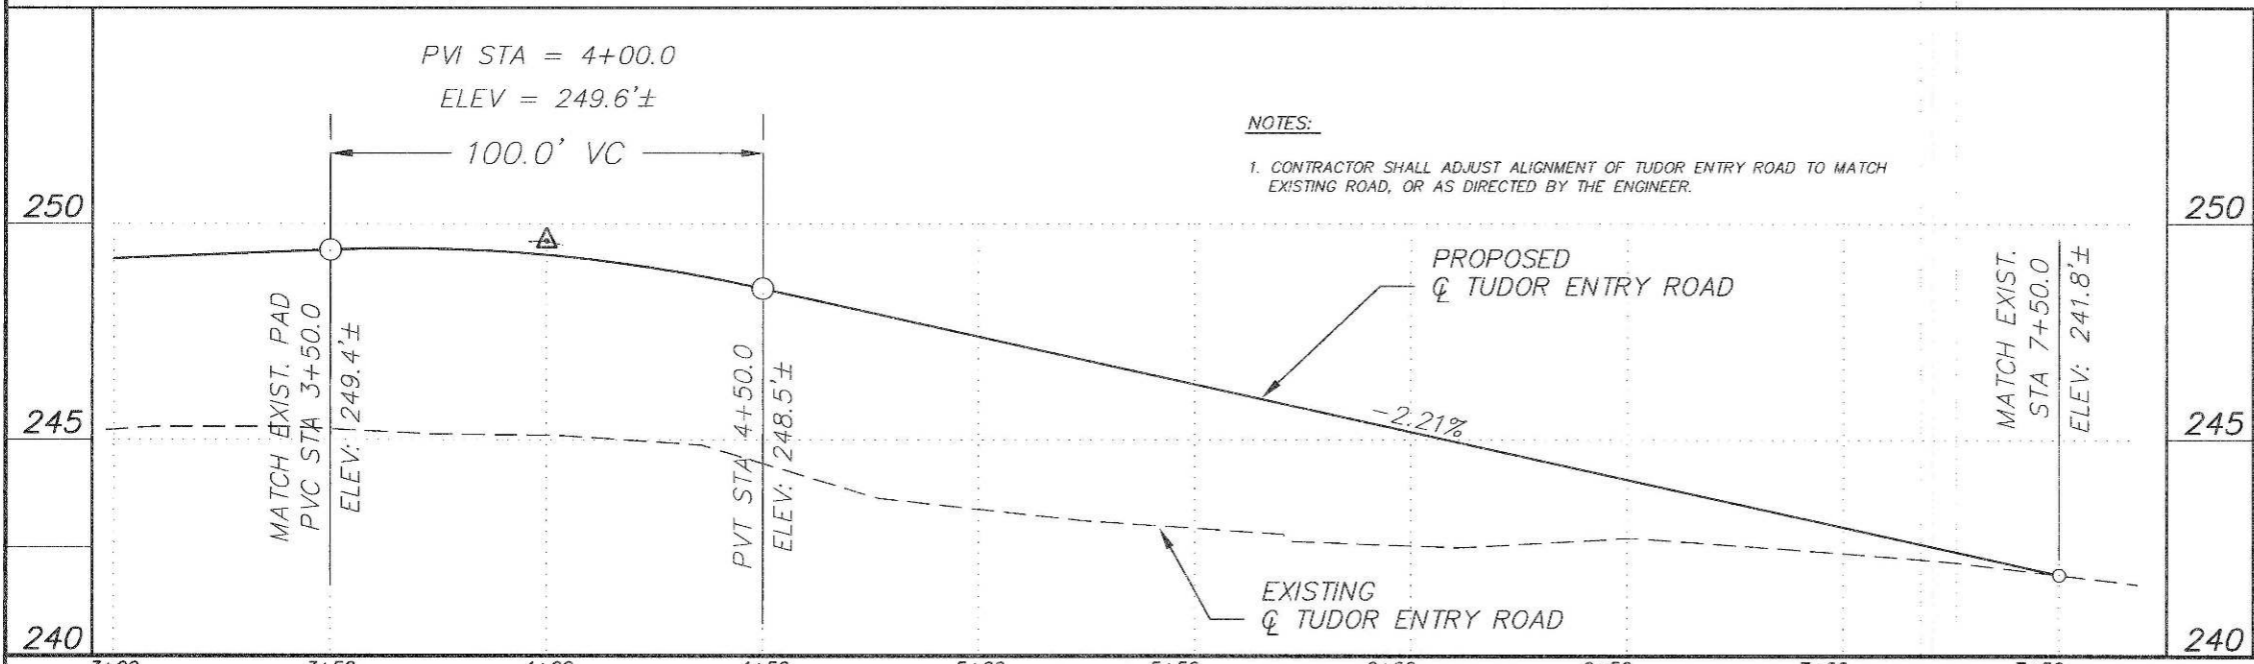 PVI STA = 4+00.0
ELEV = 249.6'±
100.0' VC
NOTES:
1. CONTRACTOR SHALL ADJUST ALIGNMENT OF TUDOR ENTRY ROAD TO MATCH
EXISTING ROAD, OR AS DIRECTED BY THE ENGINEER.
250
250
PROPOSED
℄ TUDOR ENTRY ROAD
MATCH EXIST. PAD
PVC STA 3+50.0
ELEV: 249.4'±
PVT STA 4+50.0
ELEV: 248.5'±
-2.21%
MATCH EXIST.
STA 7+50.0
ELEV: 241.8'±
245
245
EXISTING
℄ TUDOR ENTRY ROAD
240
240